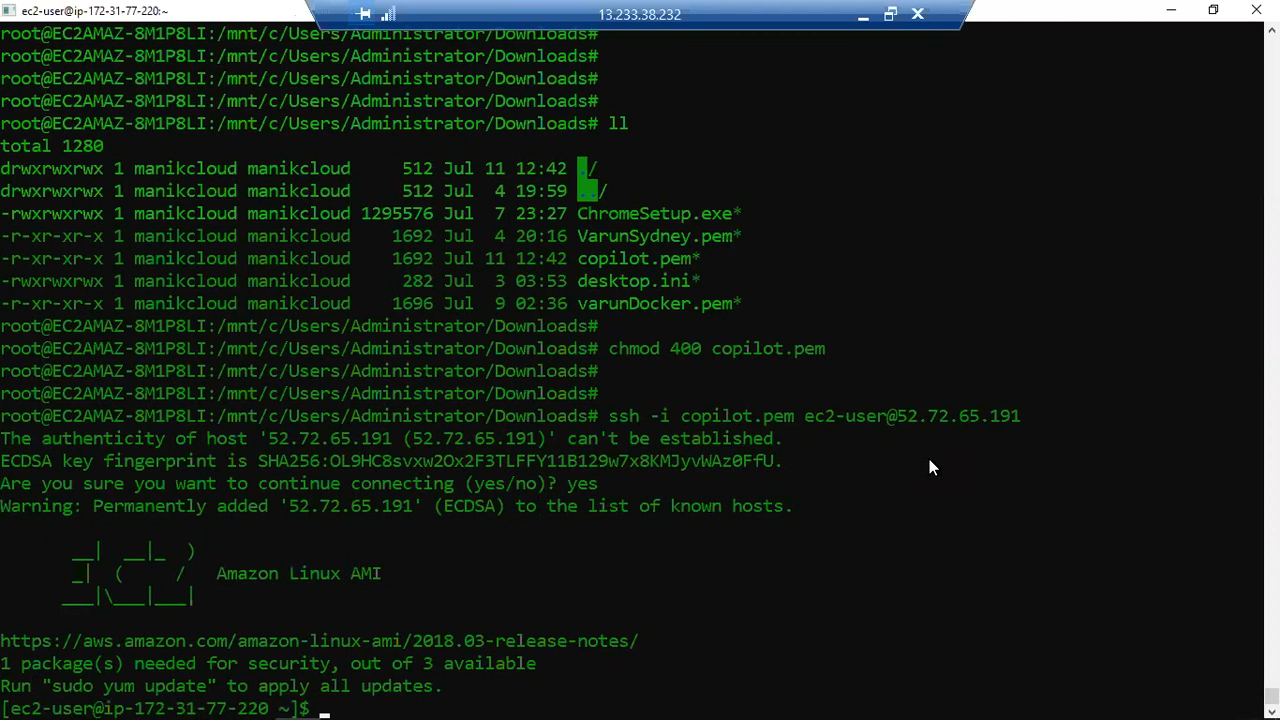 ec2-user@ip-172-31-77-220:~
13.233.38.232
root@EC2AMAZ-8M1P8LI:/mnt/c/Users/Administrator/Downloads#
root@EC2AMAZ-8M1P8LI:/mnt/c/Users/Administrator/Downloads#
root@EC2AMAZ-8M1P8LI:/mnt/c/Users/Administrator/Downloads#
root@EC2AMAZ-8M1P8LI:/mnt/c/Users/Administrator/Downloads#
root@EC2AMAZ-8M1P8LI:/mnt/c/Users/Administrator/Downloads# ll
total 1280
drwxrwxrwx 1 manikcloud manikcloud     512 Jul 11 12:42 ./
drwxrwxrwx 1 manikcloud manikcloud     512 Jul  4 19:59 ../
-rwxrwxrwx 1 manikcloud manikcloud 1295576 Jul  7 23:27 ChromeSetup.exe*
-r-xr-xr-x 1 manikcloud manikcloud    1692 Jul  4 20:16 VarunSydney.pem*
-r-xr-xr-x 1 manikcloud manikcloud    1692 Jul 11 12:42 copilot.pem*
-rwxrwxrwx 1 manikcloud manikcloud     282 Jul  3 03:53 desktop.ini*
-r-xr-xr-x 1 manikcloud manikcloud    1696 Jul  9 02:36 varunDocker.pem*
root@EC2AMAZ-8M1P8LI:/mnt/c/Users/Administrator/Downloads#
root@EC2AMAZ-8M1P8LI:/mnt/c/Users/Administrator/Downloads# chmod 400 copilot.pem
root@EC2AMAZ-8M1P8LI:/mnt/c/Users/Administrator/Downloads#
root@EC2AMAZ-8M1P8LI:/mnt/c/Users/Administrator/Downloads#
root@EC2AMAZ-8M1P8LI:/mnt/c/Users/Administrator/Downloads# ssh -i copilot.pem ec2-user@52.72.65.191
The authenticity of host '52.72.65.191 (52.72.65.191)' can't be established.
ECDSA key fingerprint is SHA256:OL9HC8svxw2Ox2F3TLFFY11B129w7x8KMJyvWAz0FfU.
Are you sure you want to continue connecting (yes/no)? yes
Warning: Permanently added '52.72.65.191' (ECDSA) to the list of known hosts.
       __|  __|_  )
       _|  (     /   Amazon Linux AMI
      ___|\___|___|
https://aws.amazon.com/amazon-linux-ami/2018.03-release-notes/
1 package(s) needed for security, out of 3 available
Run "sudo yum update" to apply all updates.
[ec2-user@ip-172-31-77-220 ~]$